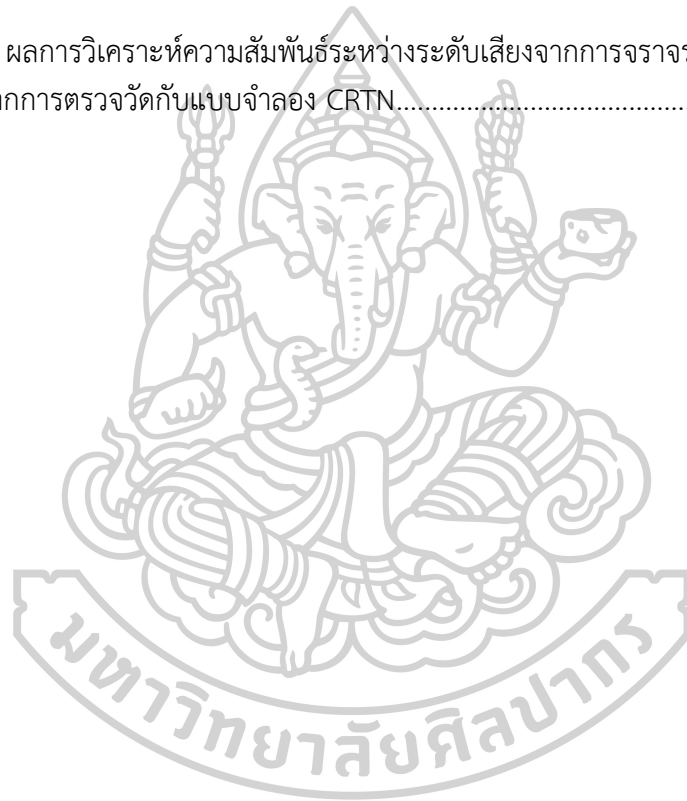 ผลการวิเคราะห์ความสัมพันธ์ระหว่างระดับเสียงจากการจราจร
กการตรวจวัดกับแบบจำลอง CRTN.......................................
มหาวิทยาลัยศิลปากร